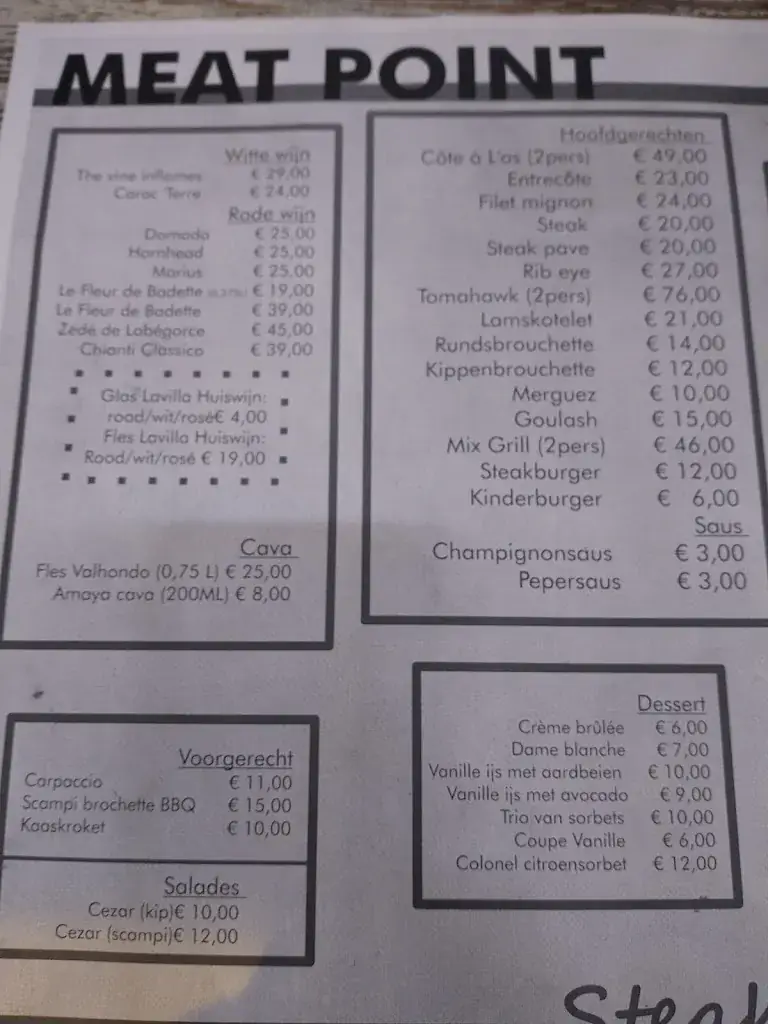 MEAT POINT
Witte wijn
The vine inflames € 29,00
Carac Terre € 24,00
Rode wijn
Damada € 25,00
Hornhead € 25,00
Marius € 25,00
Le Fleur de Badette € 19,00
Le Fleur de Badette € 39,00
Zede de Labégorce € 45,00
Chianti Classico € 39,00
Glas Lavilla Huiswijn:
rood/wit/rosé€ 4,00
Fles Lavilla Huiswijn:
Rood/wit/rosé € 19,00
Cava
Fles Valhondo (0,75 L) € 25,00
Amaya cava (200ML) € 8,00
Voorgerecht
Carpaccio € 11,00
Scampi brochette BBQ € 15,00
Kaaskroket € 10,00
Salades
Cezar (kip)€ 10,00
Cezar (scampi)€ 12,00
Hoofdgerechten
Côte à L'os (2pers) € 49,00
Entrecôte € 23,00
Filet mignon € 24,00
Steak € 20,00
Steak pave € 20,00
Rib eye € 27,00
Tomahawk (2pers) € 76,00
Lamskotelet € 21,00
Rundsbrouchette € 14,00
Kippenbrouchette € 12,00
Merguez € 10,00
Goulash € 15,00
Mix Grill (2pers) € 46,00
Steakburger € 12,00
Kinderburger € 6,00
Saus
Champignonsaus € 3,00
Pepersaus € 3,00
Dessert
Crème brûlée € 6,00
Dame blanche € 7,00
Vanille ijs met aardbeien € 10,00
Vanille ijs met avocado € 9,00
Trio van sorbets € 10,00
Coupe Vanille € 6,00
Colonel citroensorbet € 12,00
Steak